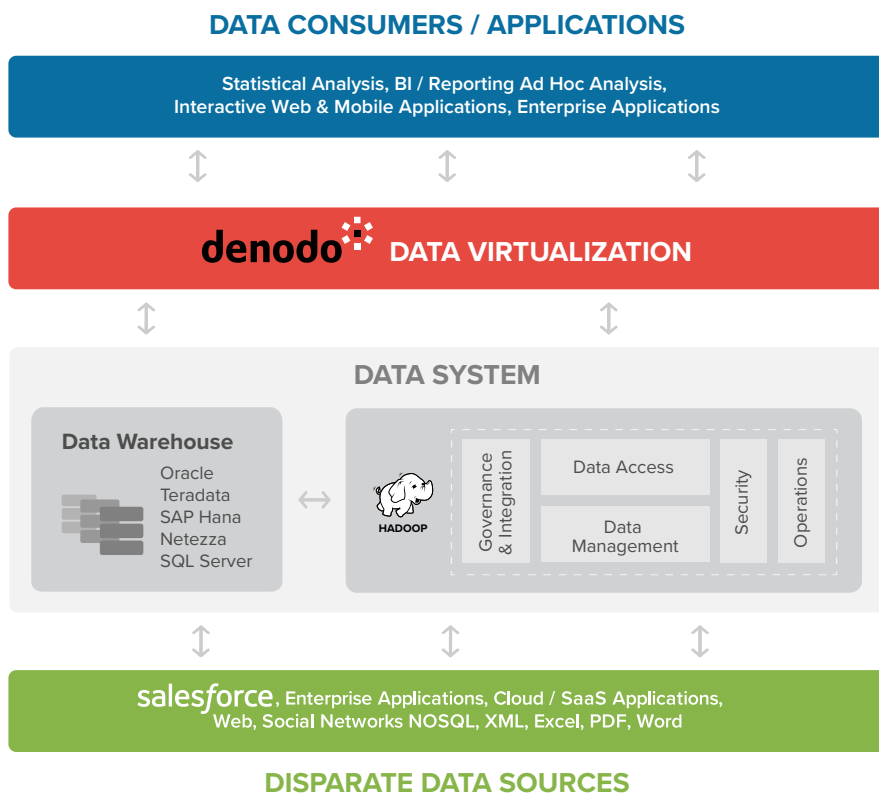 DATA CONSUMERS / APPLICATIONS
Statistical Analysis, BI / Reporting Ad Hoc Analysis,
Interactive Web & Mobile Applications, Enterprise Applications
denodo DATA VIRTUALIZATION
DATA SYSTEM
Data Warehouse
Oracle
Teradata
SAP Hana
Netezza
SQL Server
HADOOP
Governance
& Integration
Data Access
Data
Management
Security
Operations
salesforce, Enterprise Applications, Cloud / SaaS Applications,
Web, Social Networks NOSQL, XML, Excel, PDF, Word
DISPARATE DATA SOURCES